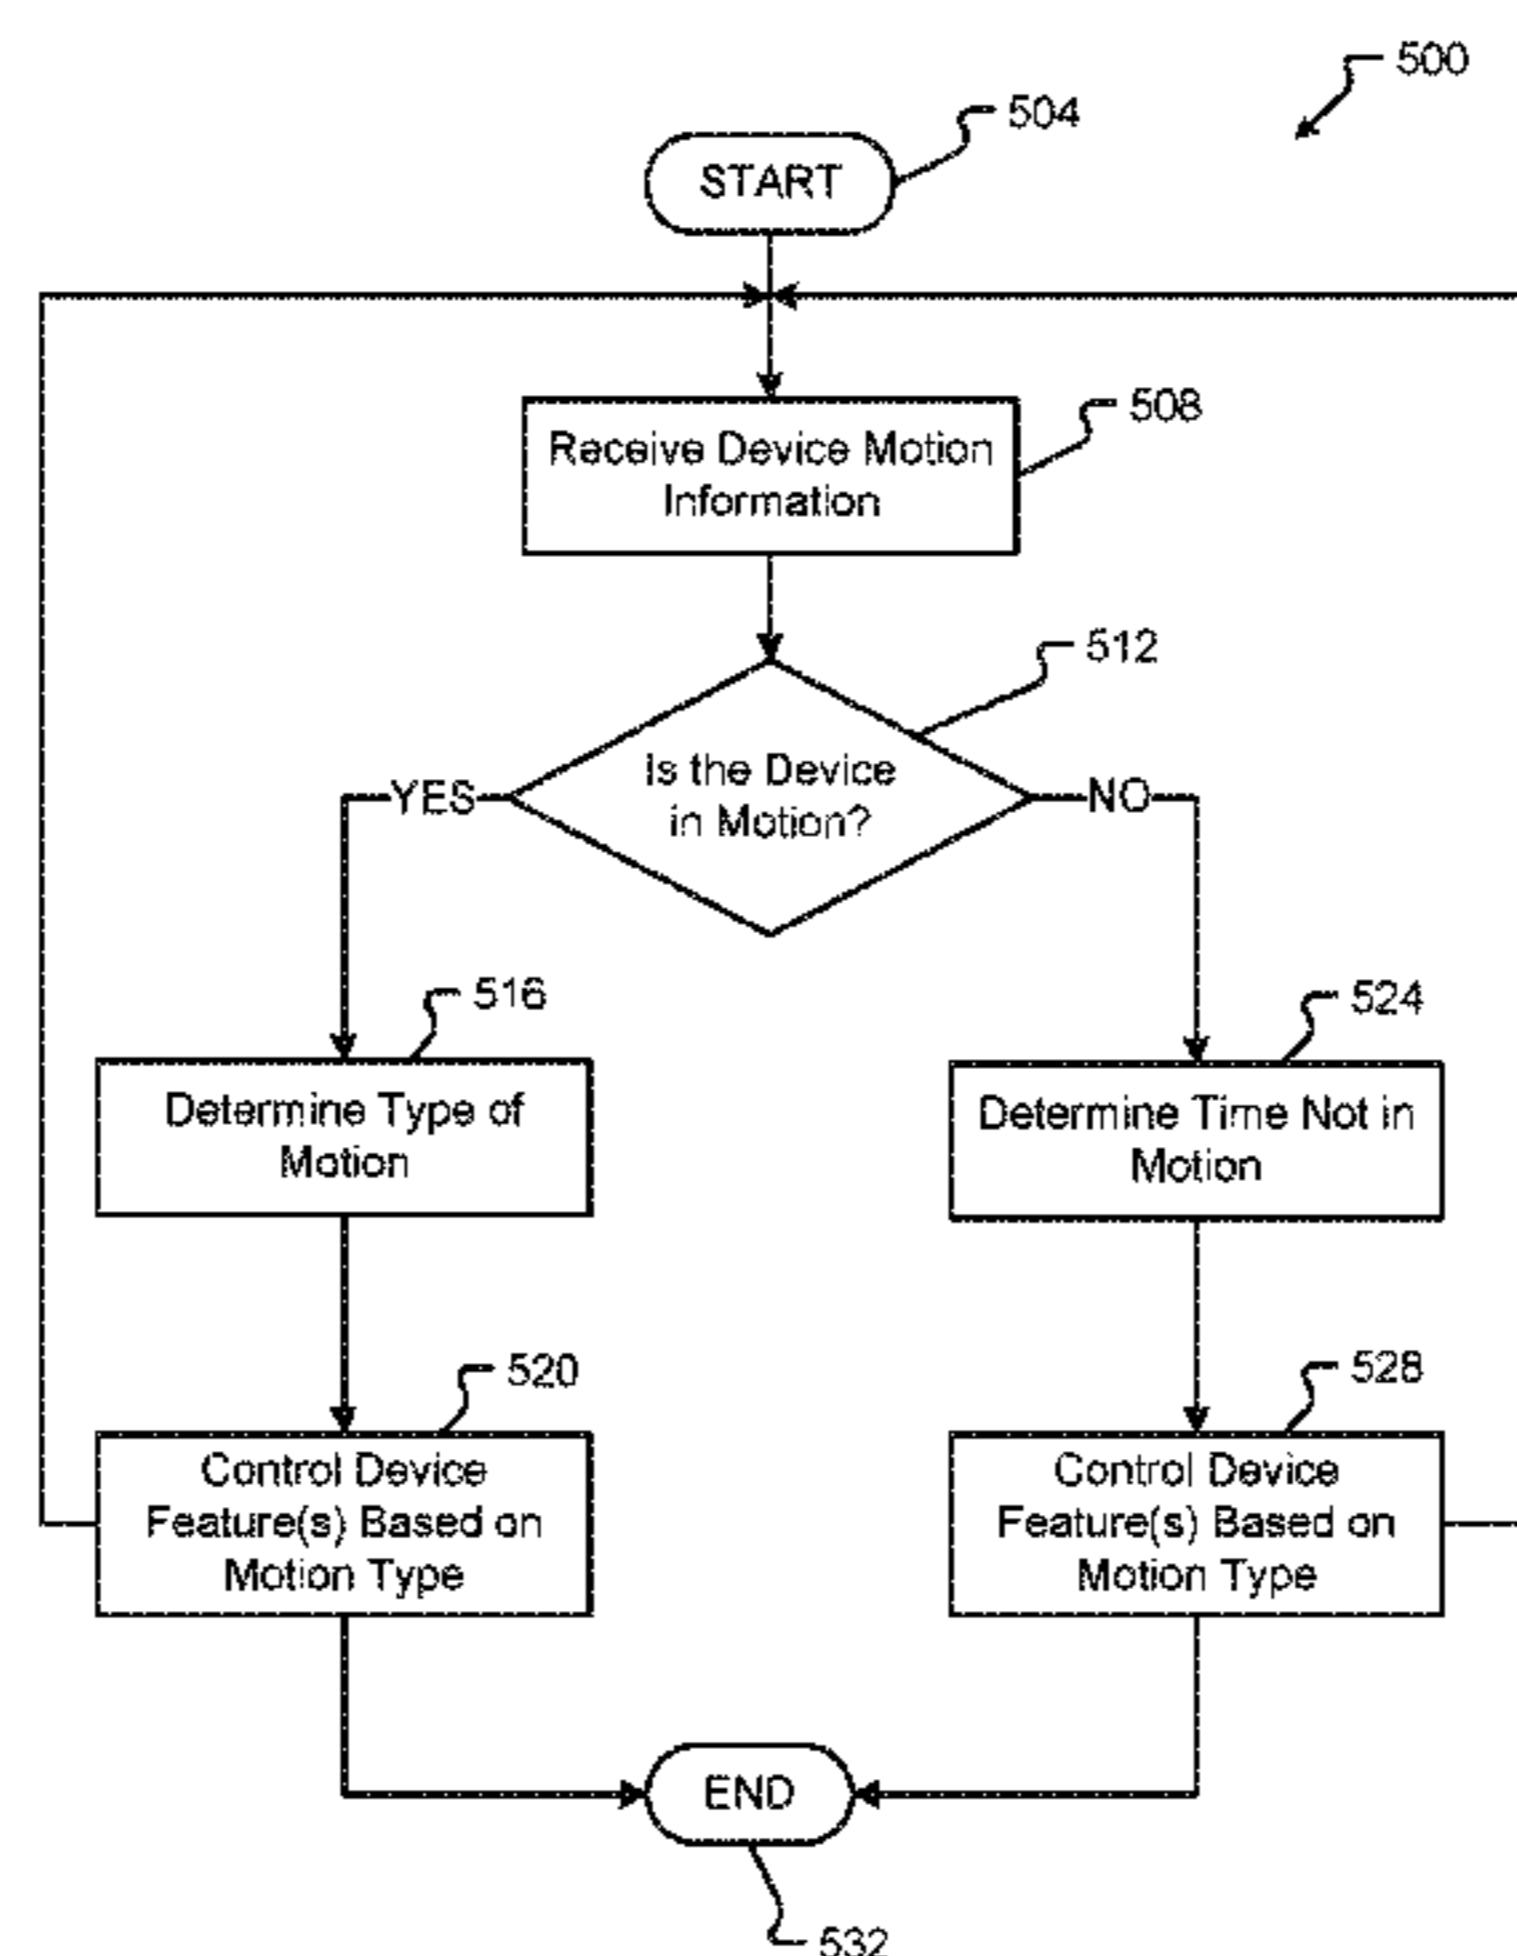 500
504
START
508
Receive Device Motion
Information
512
Is the Device
in Motion?
YES
NO
516
524
Determine Type of
Motion
Determine Time Not in
Motion
520
528
Control Device
Feature(s) Based on
Motion Type
Control Device
Feature(s) Based on
Motion Type
END
532